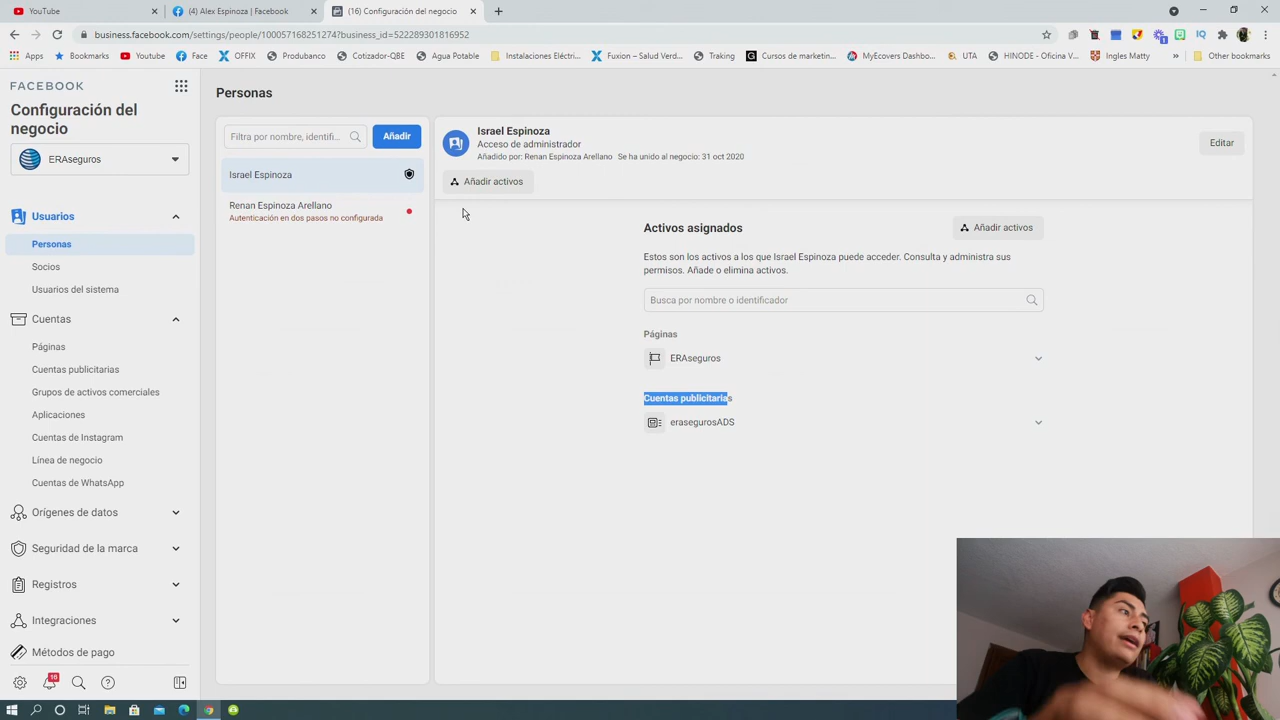 YouTube
(4) Alex Espinoza | Facebook
(16) Configuración del negocio
business.facebook.com/settings/people/100057168251274?business_id=522289301816952
Apps
Bookmarks
Youtube
Face
OFFIX
Produbanco
Cotizador-QBE
Agua Potable
Instalaciones Eléctri...
Fuxion – Salud Verd...
Traking
Cursos de marketin...
MyEcovers Dashbo...
UTA
HINODE - Oficina V...
Ingles Matty
»
Other bookmarks
FACEBOOK
Configuración del
negocio
ERAseguros
Usuarios
Personas
Socios
Usuarios del sistema
Cuentas
Páginas
Cuentas publicitarias
Grupos de activos comerciales
Aplicaciones
Cuentas de Instagram
Línea de negocio
Cuentas de WhatsApp
Orígenes de datos
Seguridad de la marca
Registros
Integraciones
Métodos de pago
16
Personas
Filtra por nombre, identifi...
Añadir
Israel Espinoza
Renan Espinoza Arellano
Autenticación en dos pasos no configurada
Israel Espinoza
Acceso de administrador
Añadido por: Renan Espinoza Arellano Se ha unido al negocio: 31 oct 2020
Editar
Añadir activos
Activos asignados
Añadir activos
Estos son los activos a los que Israel Espinoza puede acceder. Consulta y administra sus
permisos. Añade o elimina activos.
Busca por nombre o identificador
Páginas
ERAseguros
Cuentas publicitarias
erasegurosADS